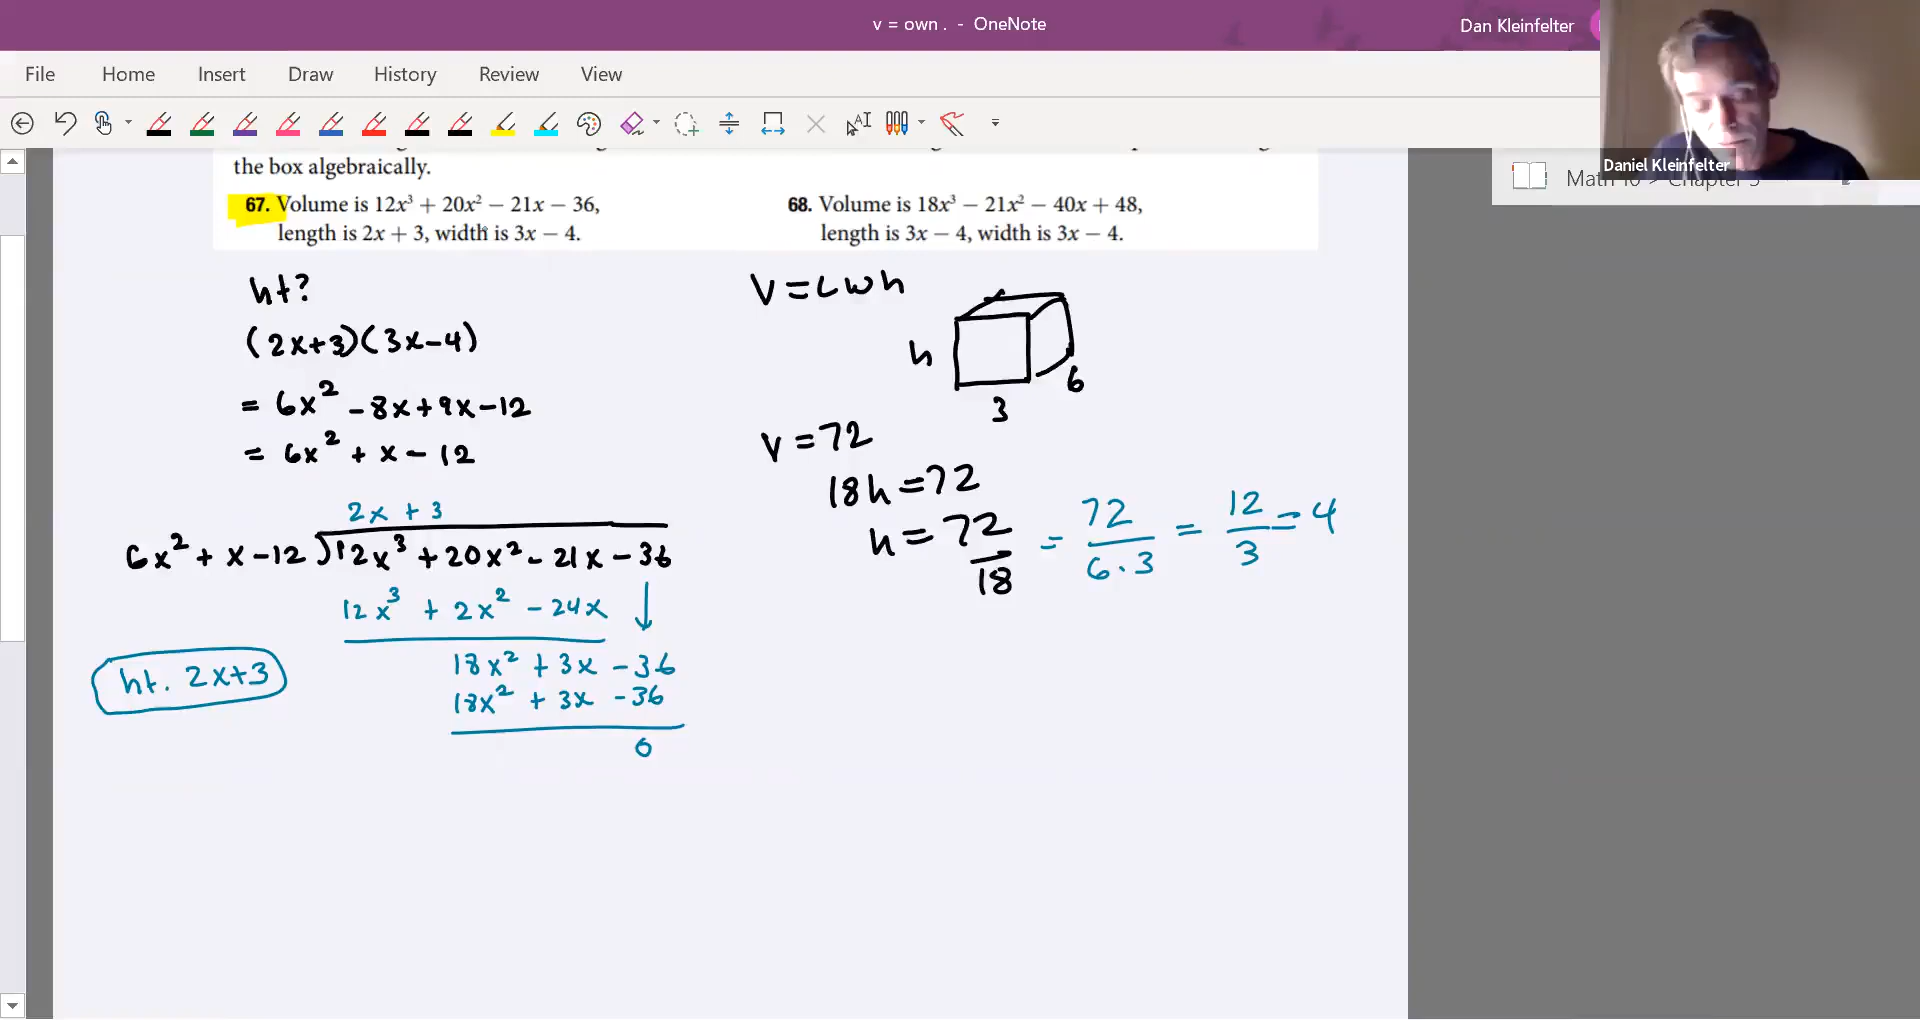 v = own . - OneNote
Dan Kleinfelter
File Home Insert Draw History Review View
Daniel Kleinfelter
the box algebraically.
67. Volume is 12x³ + 20x² − 21x − 36,
length is 2x + 3, width is 3x − 4.
68. Volume is 18x³ − 21x² − 40x + 48,
length is 3x − 4, width is 3x − 4.
ht?
(2x+3)(3x-4)
= 6x² - 8x + 9x - 12
= 6x² + x - 12
2x + 3
6x² + x - 12 ) 12x³ + 20x² - 21x - 36
12x³ + 2x² - 24x
18x² + 3x - 36
18x² + 3x - 36
0
ht. 2x+3
V = L w h
h
6
3
V = 72
18h = 72
h = 72/18 = 72/6·3 = 12/3 = 4